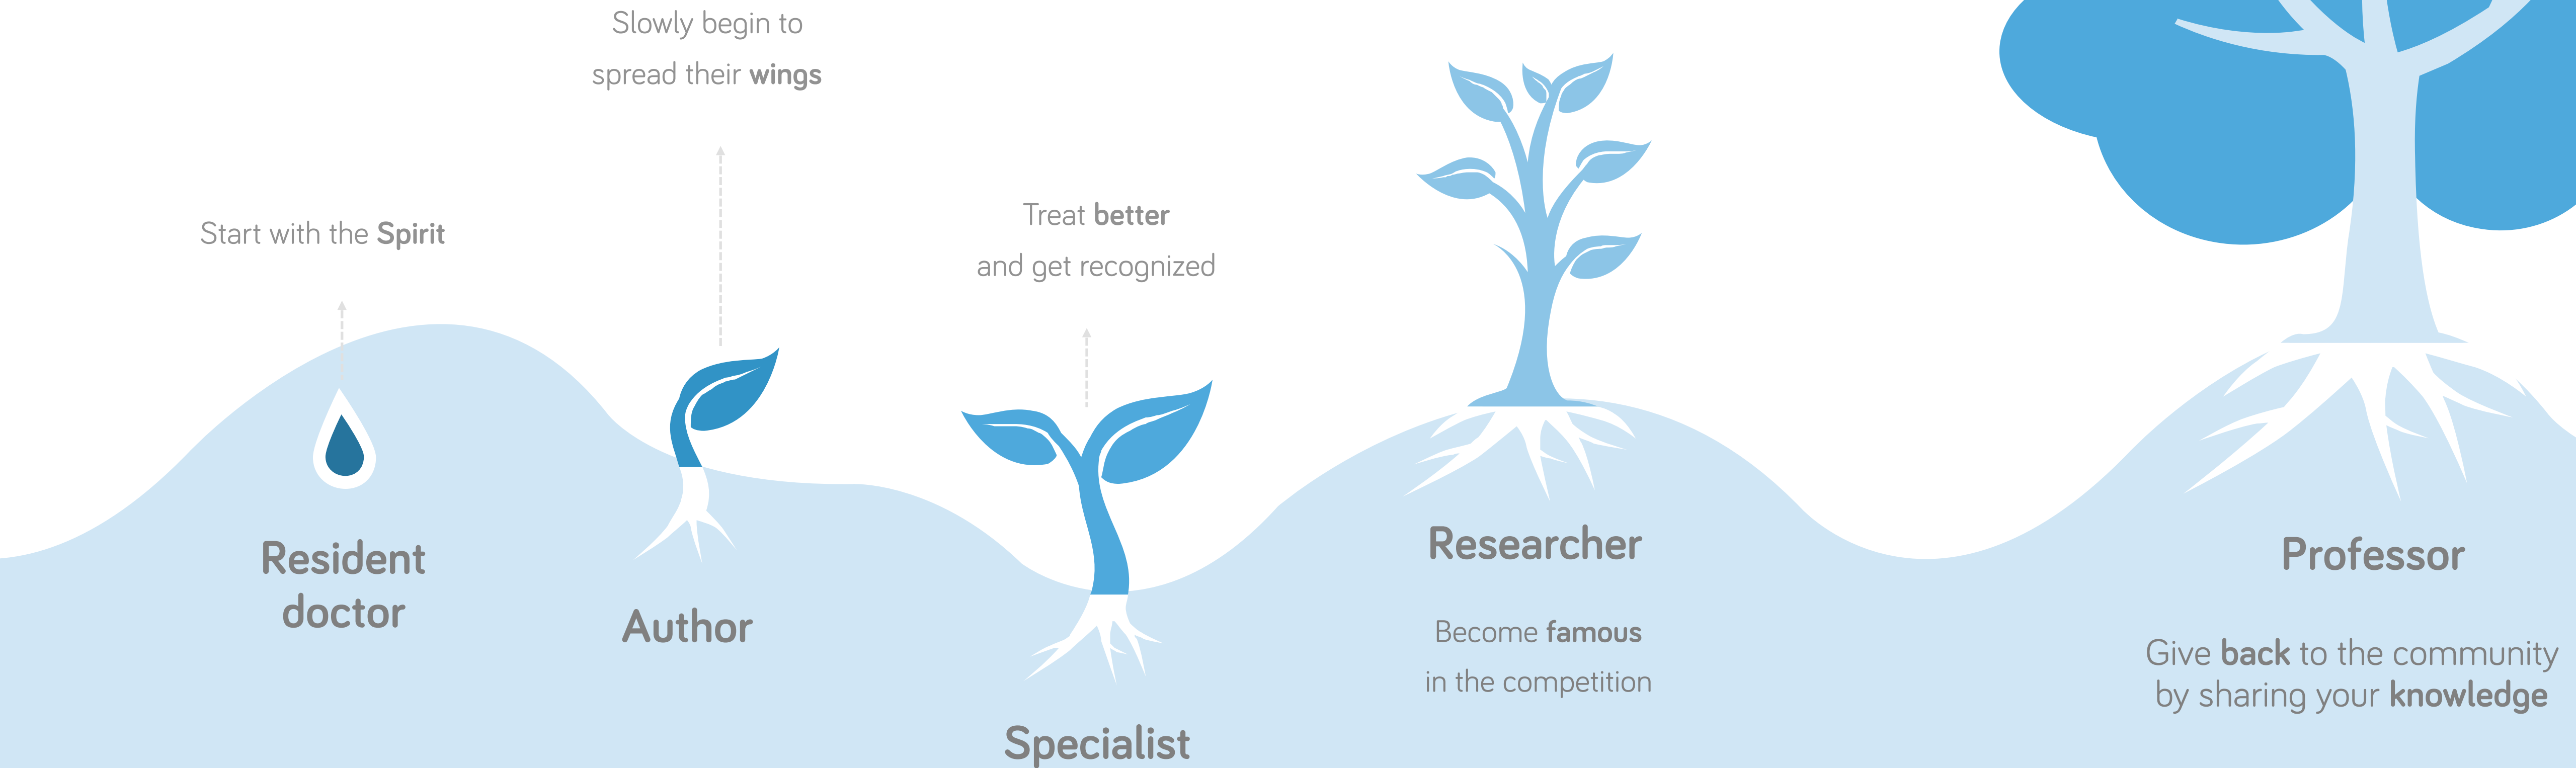 Start with the Spirit
Resident
doctor
Slowly begin to
spread their wings
Author
Treat better
and get recognized
Specialist
Researcher
Become famous
in the competition
Professor
Give back to the community
by sharing your knowledge